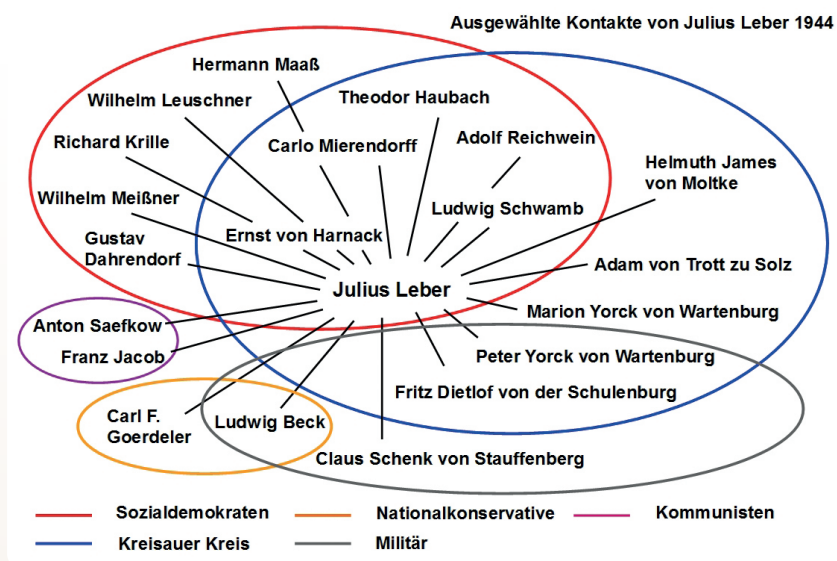 Ausgewählte Kontakte von Julius Leber 1944
Hermann Maaß
Wilhelm Leuschner
Theodor Haubach
Richard Krille
Carlo Mierendorff
Adolf Reichwein
Helmuth James
von Moltke
Wilhelm Meißner
Ludwig Schwamb
Gustav
Dahrendorf
Ernst von Harnack
Adam von Trott zu Solz
Julius Leber
Marion Yorck von Wartenburg
Anton Saefkow
Franz Jacob
Peter Yorck von Wartenburg
Fritz Dietlof von der Schulenburg
Carl F.
Goerdeler
Ludwig Beck
Claus Schenk von Stauffenberg
Sozialdemokraten
Nationalkonservative
Kommunisten
Kreisauer Kreis
Militär